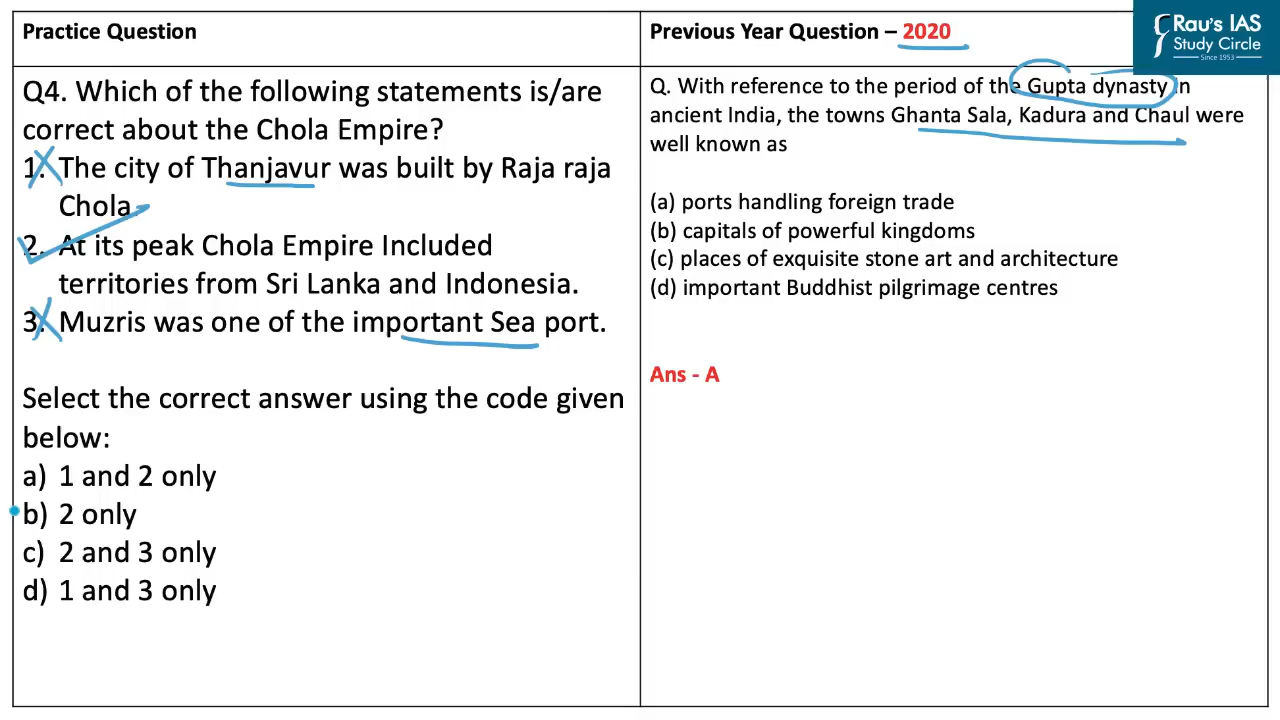 Practice Question
Q4. Which of the following statements is/are
correct about the Chola Empire?
1. The city of Thanjavur was built by Raja raja
Chola.
2. At its peak Chola Empire Included
territories from Sri Lanka and Indonesia.
3. Muzris was one of the important Sea port.
Select the correct answer using the code given
below:
a) 1 and 2 only
b) 2 only
c) 2 and 3 only
d) 1 and 3 only
Previous Year Question – 2020
Q. With reference to the period of the Gupta dynasty in
ancient India, the towns Ghanta Sala, Kadura and Chaul were
well known as
(a) ports handling foreign trade
(b) capitals of powerful kingdoms
(c) places of exquisite stone art and architecture
(d) important Buddhist pilgrimage centres
Ans - A
Rau's IAS
Study Circle
Since 1953